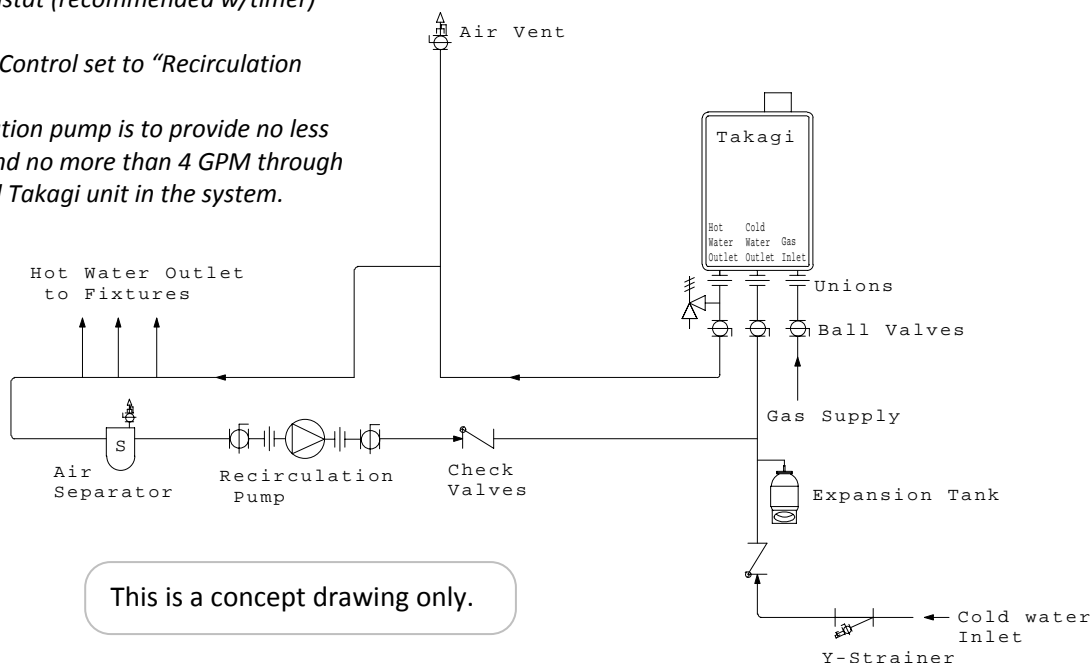 stat (recommended w/timer)
Control set to “Recirculation
tion pump is to provide no less
nd no more than 4 GPM through
Takagi unit in the system.
Air Vent
Takagi
Hot Water Outlet
Cold Water Outlet
Gas Inlet
Hot Water Outlet
to Fixtures
Unions
Ball Valves
Gas Supply
S
Air
Separator
Recirculation
Pump
Check
Valves
Expansion Tank
This is a concept drawing only.
Cold water
Inlet
Y-Strainer